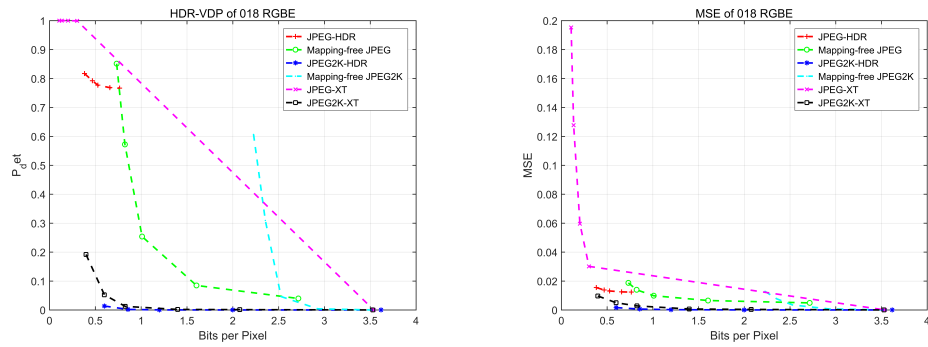 HDR-VDP of 018 RGBE
1
0.9
0.8
0.7
0.6
0.5
0.4
0.3
0.2
0.1
0
P_det
JPEG-HDR
Mapping-free JPEG
JPEG2K-HDR
Mapping-free JPEG2K
JPEG-XT
JPEG2K-XT
0 0.5 1 1.5 2 2.5 3 3.5 4
Bits per Pixel
MSE of 018 RGBE
0.2
0.18
0.16
0.14
0.12
0.1
0.08
0.06
0.04
0.02
0
MSE
JPEG-HDR
Mapping-free JPEG
JPEG2K-HDR
Mapping-free JPEG2K
JPEG-XT
JPEG2K-XT
0 0.5 1 1.5 2 2.5 3 3.5 4
Bits per Pixel